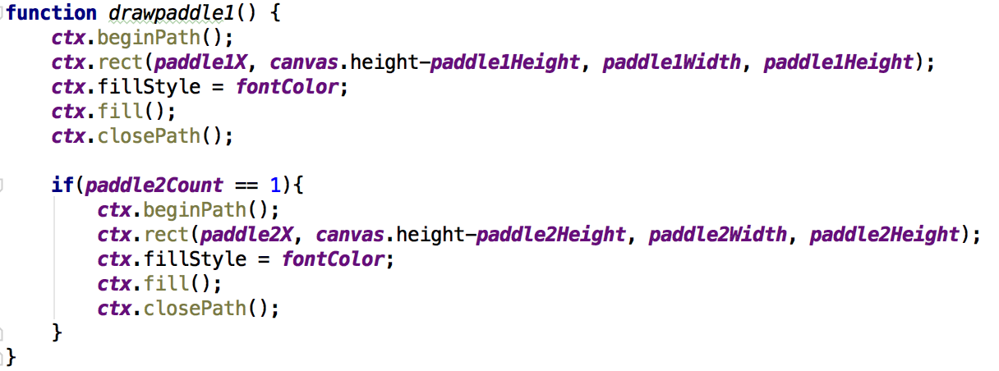 function drawpaddle1() {
    ctx.beginPath();
    ctx.rect(paddle1X, canvas.height-paddle1Height, paddle1Width, paddle1Height);
    ctx.fillStyle = fontColor;
    ctx.fill();
    ctx.closePath();

    if(paddle2Count == 1){
        ctx.beginPath();
        ctx.rect(paddle2X, canvas.height-paddle2Height, paddle2Width, paddle2Height);
        ctx.fillStyle = fontColor;
        ctx.fill();
        ctx.closePath();
    }
}